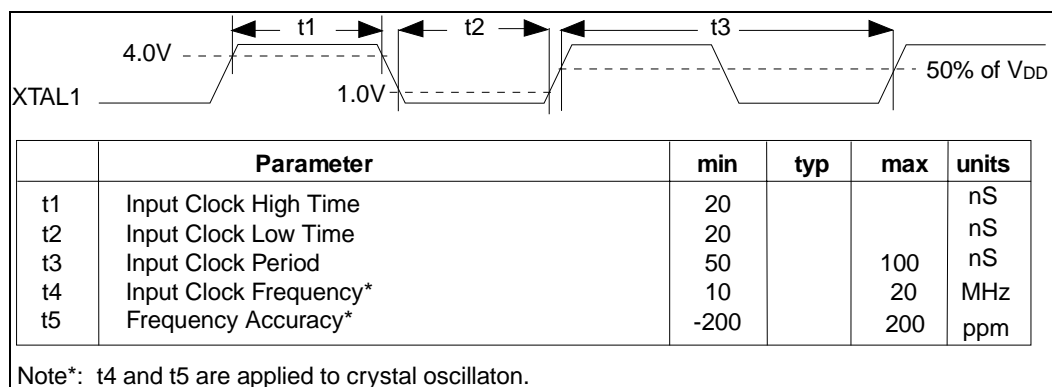 t1 t2 t3
4.0V
50% of VDD
XTAL1 1.0V
Parameter min typ max units
t1 Input Clock High Time 20 nS
t2 Input Clock Low Time 20 nS
t3 Input Clock Period 50 100 nS
t4 Input Clock Frequency* 10 20 MHz
t5 Frequency Accuracy* -200 200 ppm
Note*: t4 and t5 are applied to crystal oscillaton.